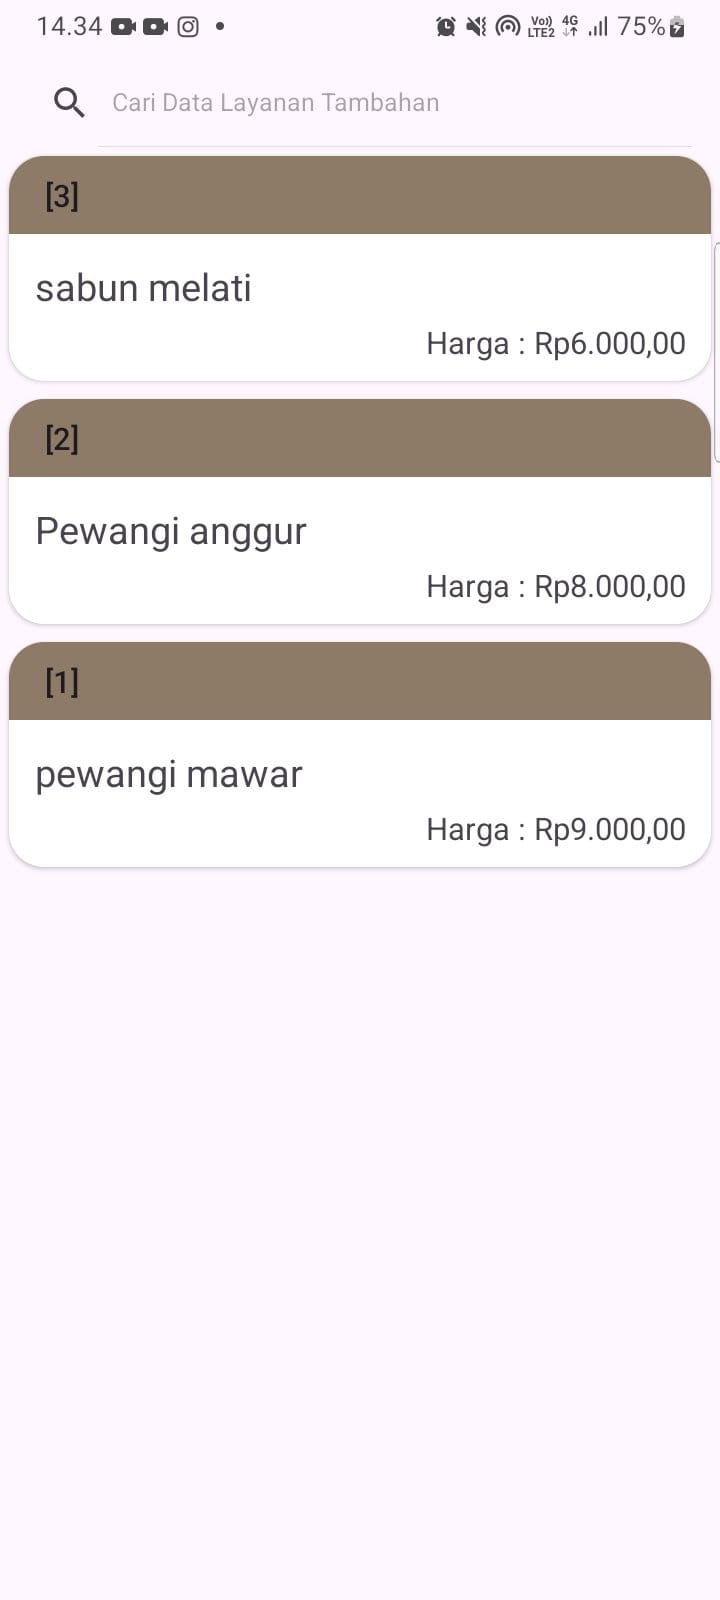 14.34 Vo)) LTE2 4G 75%
Cari Data Layanan Tambahan
[3]
sabun melati
Harga : Rp6.000,00
[2]
Pewangi anggur
Harga : Rp8.000,00
[1]
pewangi mawar
Harga : Rp9.000,00